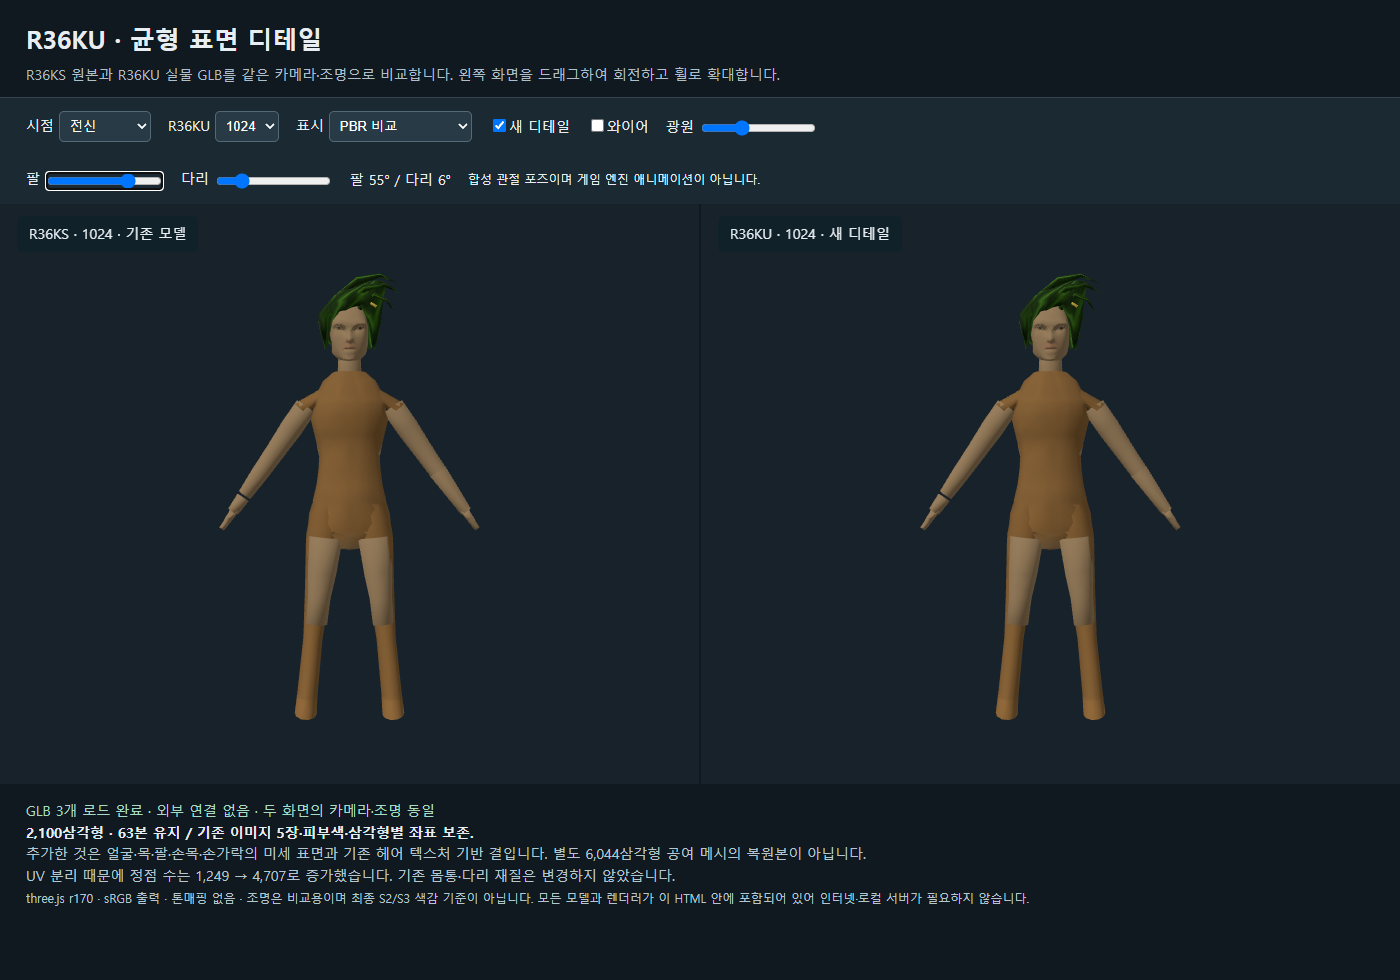 R36KU · 균형 표면 디테일
R36KS 원본과 R36KU 실물 GLB를 같은 카메라·조명으로 비교합니다. 왼쪽 화면을 드래그하여 회전하고 휠로 확대합니다.
시점 전신 R36KU 1024 표시 PBR 비교 새 디테일 와이어 광원
팔 다리 팔 55° / 다리 6° 합성 관절 포즈이며 게임 엔진 애니메이션이 아닙니다.
R36KS · 1024 · 기존 모델
R36KU · 1024 · 새 디테일
GLB 3개 로드 완료 · 외부 연결 없음 · 두 화면의 카메라·조명 동일
2,100삼각형 · 63본 유지 / 기존 이미지 5장·피부색·삼각형별 좌표 보존.
추가한 것은 얼굴·목·팔·손목·손가락의 미세 표면과 기존 헤어 텍스처 기반 결입니다. 별도 6,044삼각형 공여 메시의 복원본이 아닙니다.
UV 분리 때문에 정점 수는 1,249 → 4,707로 증가했습니다. 기존 몸통·다리 재질은 변경하지 않았습니다.
three.js r170 · sRGB 출력 · 톤매핑 없음 · 조명은 비교용이며 최종 S2/S3 색감 기준이 아닙니다. 모든 모델과 렌더러가 이 HTML 안에 포함되어 있어 인터넷·로컬 서버가 필요하지 않습니다.